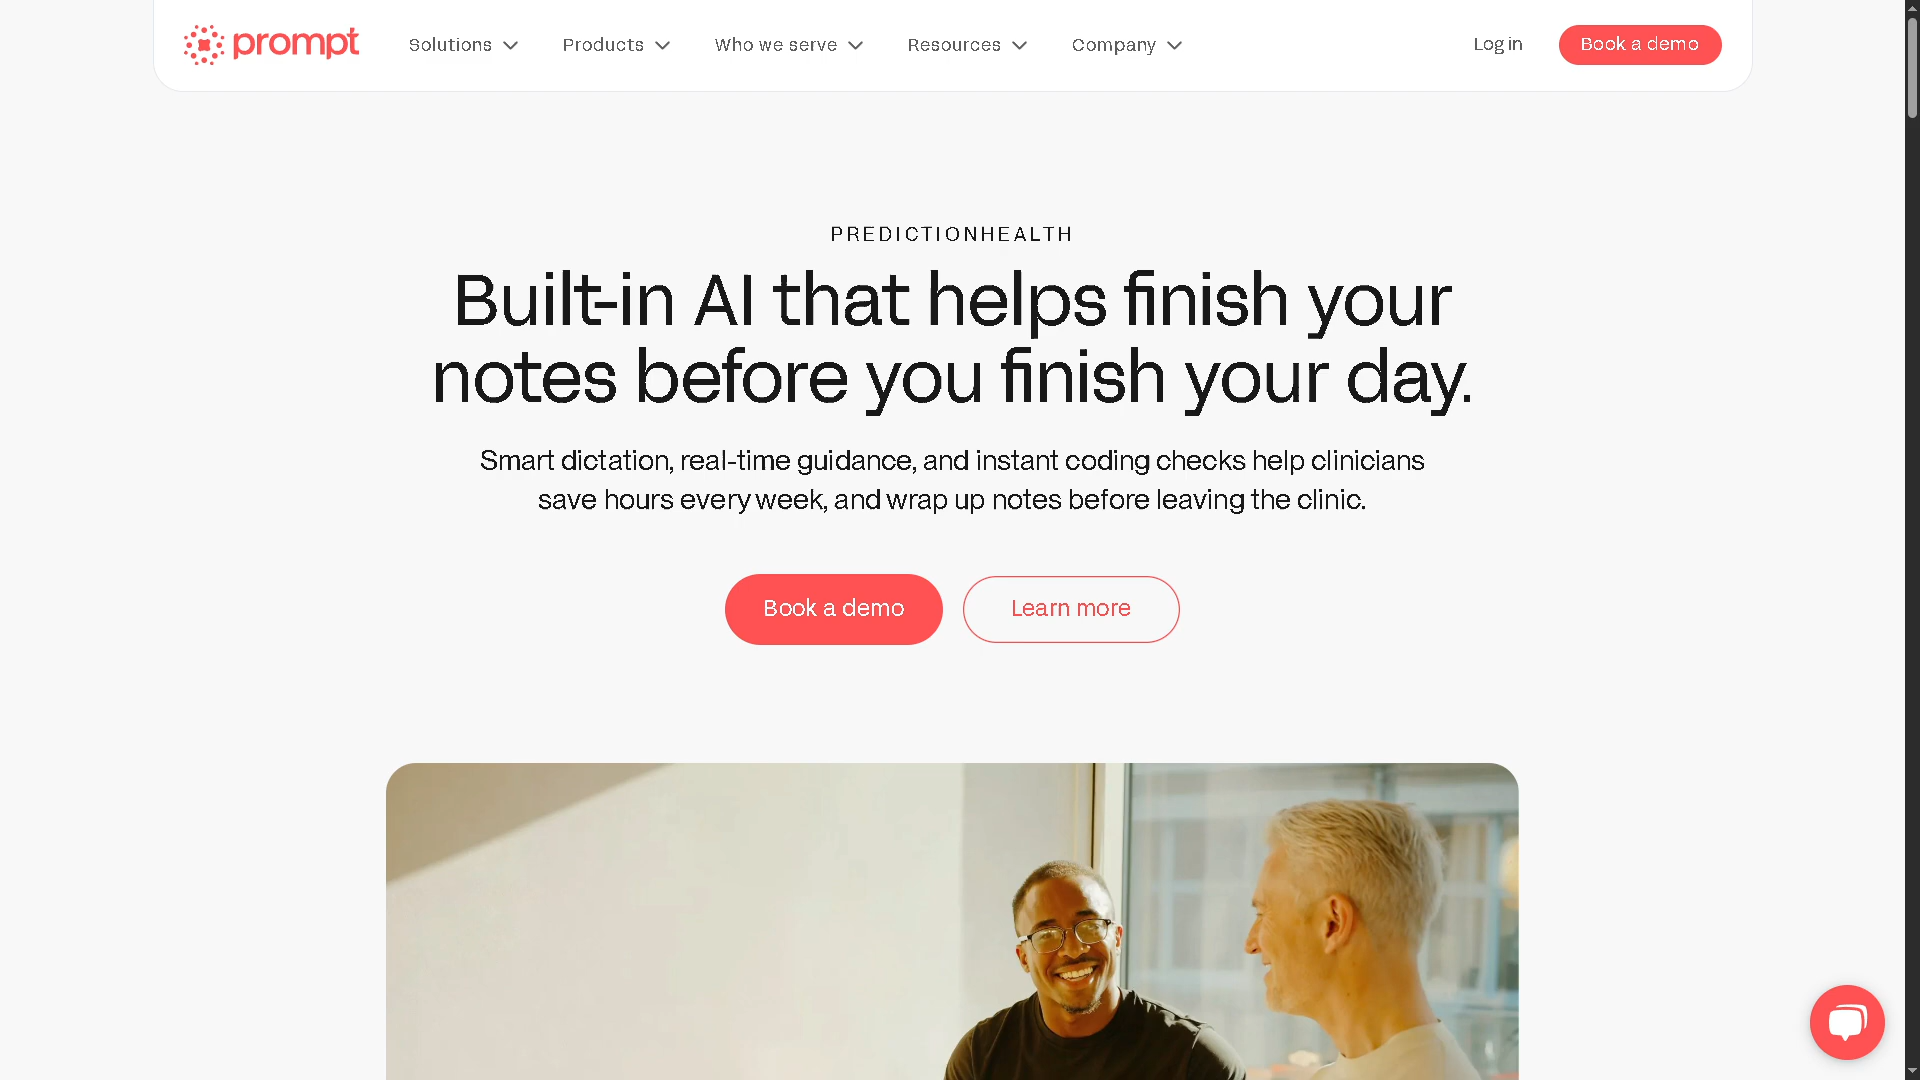 prompt
Solutions
Products
Who we serve
Resources
Company
Log in
Book a demo
PREDICTIONHEALTH
Built-in AI that helps finish your
notes before you finish your day.
Smart dictation, real-time guidance, and instant coding checks help clinicians
save hours every week, and wrap up notes before leaving the clinic.
Book a demo
Learn more